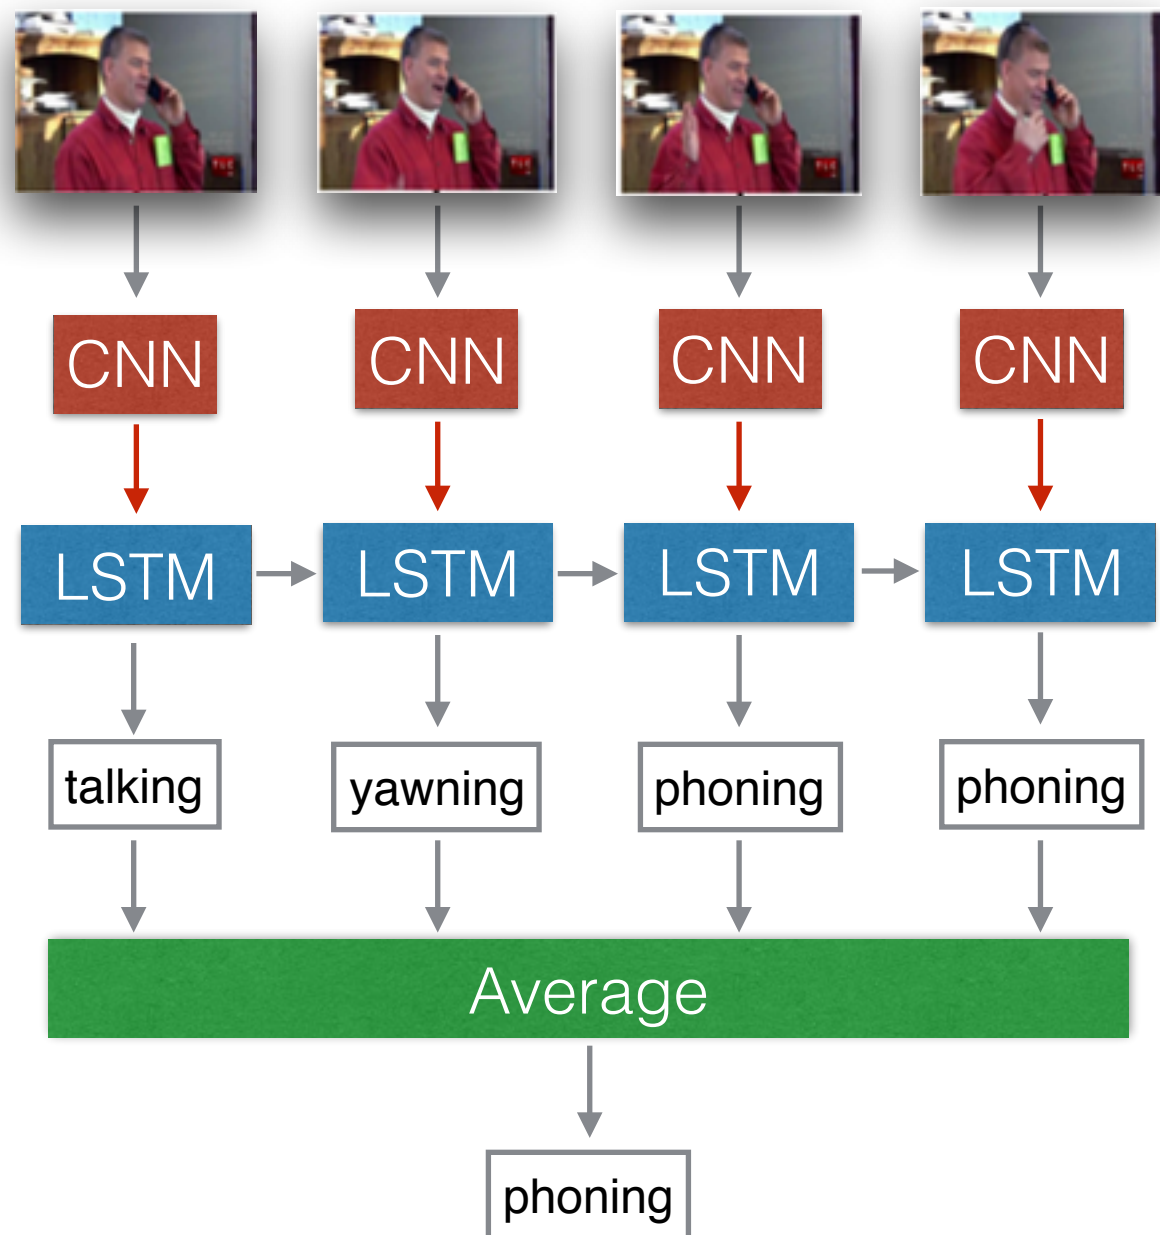 CNN CNN CNN CNN
LSTM LSTM LSTM LSTM
talking yawning phoning phoning
Average
phoning